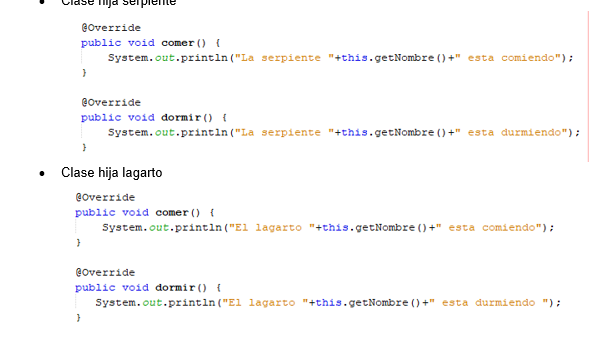 Clase hija serpiente
@Override
public void comer() {
System.out.println("La serpiente "+this.getNombre()+" esta comiendo");
}
@Override
public void dormir() {
System.out.println("La serpiente "+this.getNombre()+" esta durmiendo");
}
Clase hija lagarto
@Override
public void comer() {
System.out.println("El lagarto "+this.getNombre()+" esta comiendo");
}
@Override
public void dormir() {
System.out.println("El lagarto "+this.getNombre()+" esta durmiendo ");
}